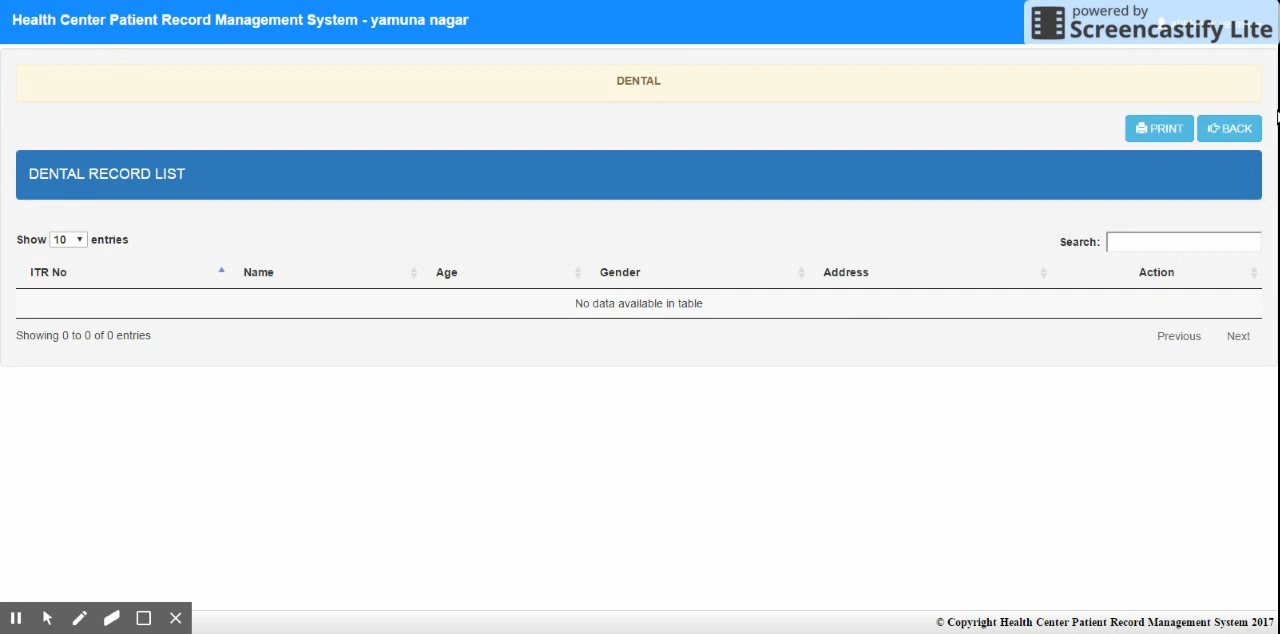 Health Center Patient Record Management System - yamuna nagar
powered by
Screencastify Lite
DENTAL
PRINT
BACK
DENTAL RECORD LIST
Show 10 entries
Search:
ITR No Name Age Gender Address Action
No data available in table
Showing 0 to 0 of 0 entries
Previous Next
© Copyright Health Center Patient Record Management System 2017